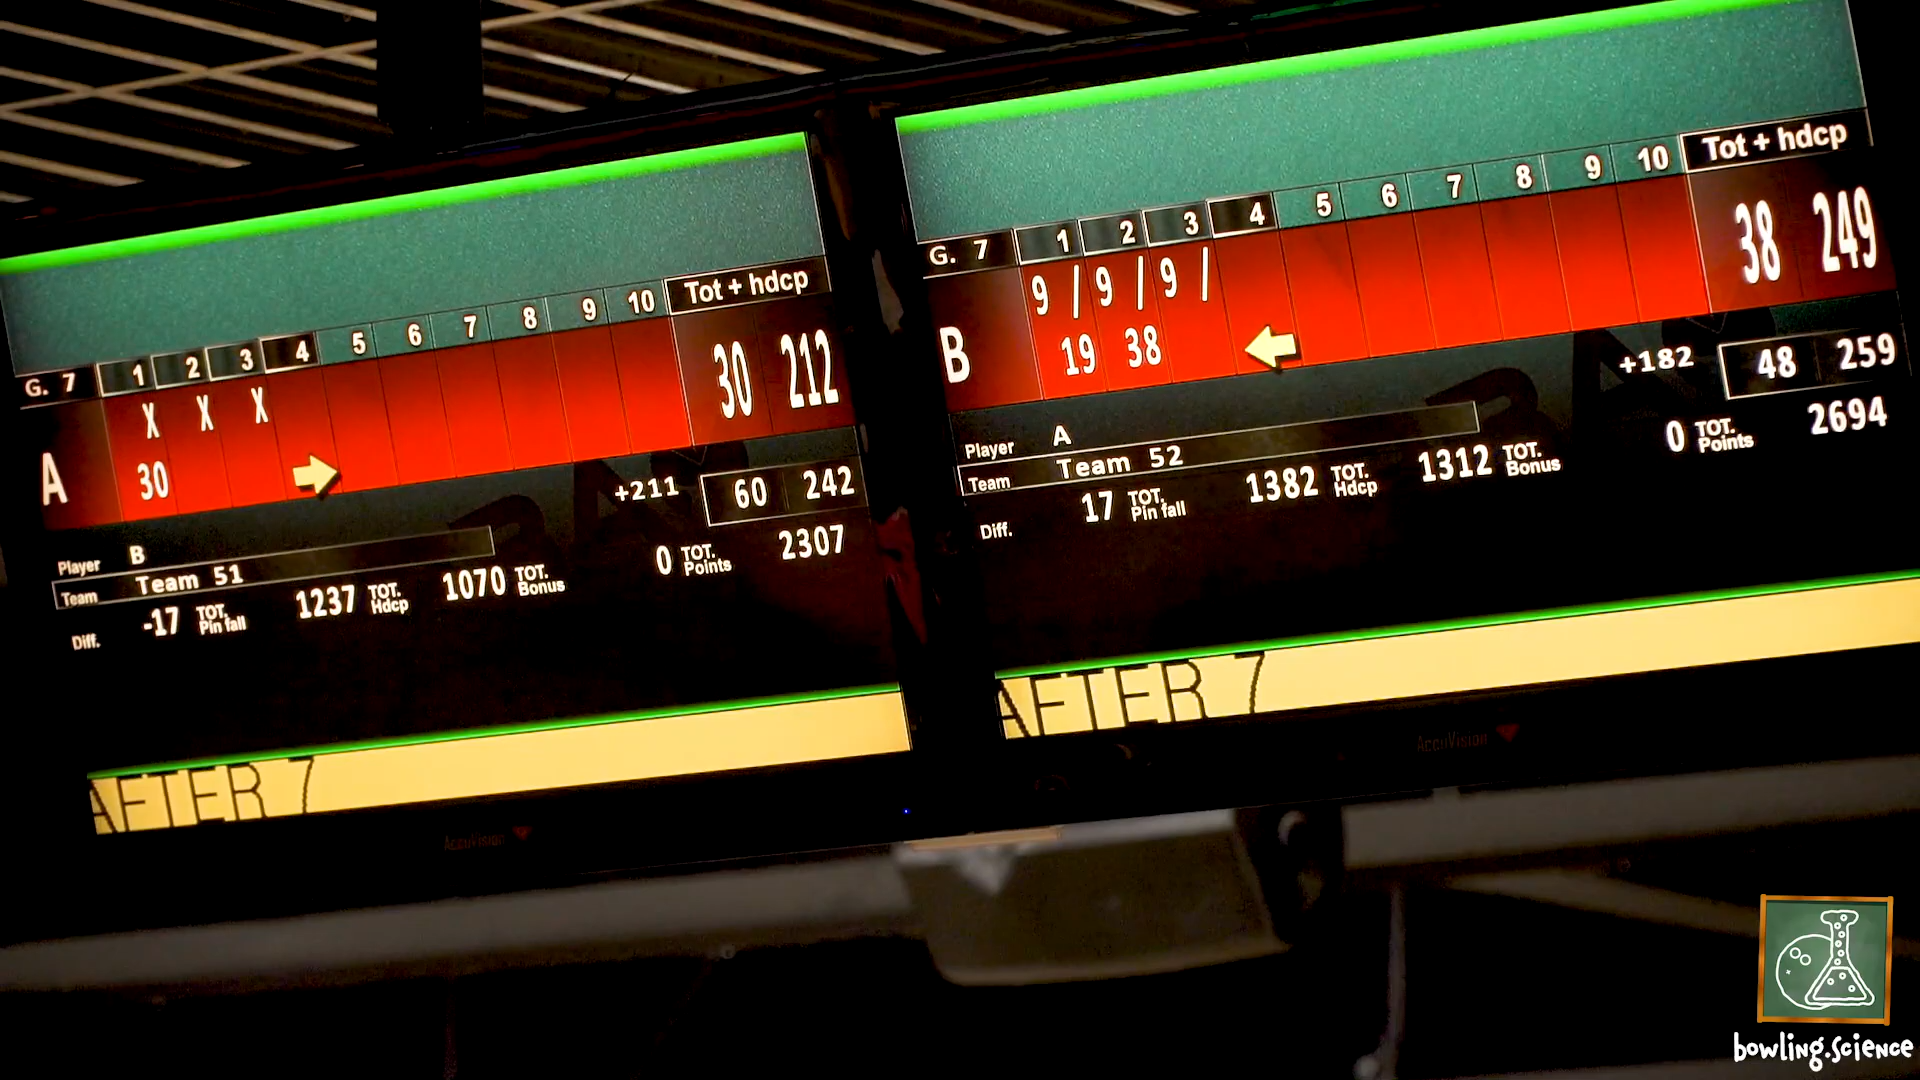 G. 7 1 2 3 4 5 6 7 8 9 10 Tot + hdcp
X X X
A 30 30 212
Player B +211 60 242
Team Team 51
Diff. -17 TOT. Pin fall 1237 TOT. Hdcp 1070 TOT. Bonus 0 TOT. Points 2307
AFTER 7
AccuVision
G. 7 1 2 3 4 5 6 7 8 9 10 Tot + hdcp
9 / 9 / 9 /
B 19 38 38 249
Player A +182 48 259
Team Team 52
Diff. 17 TOT. Pin fall 1382 TOT. Hdcp 1312 TOT. Bonus 0 TOT. Points 2694
AFTER 7
AccuVision
bowling.science